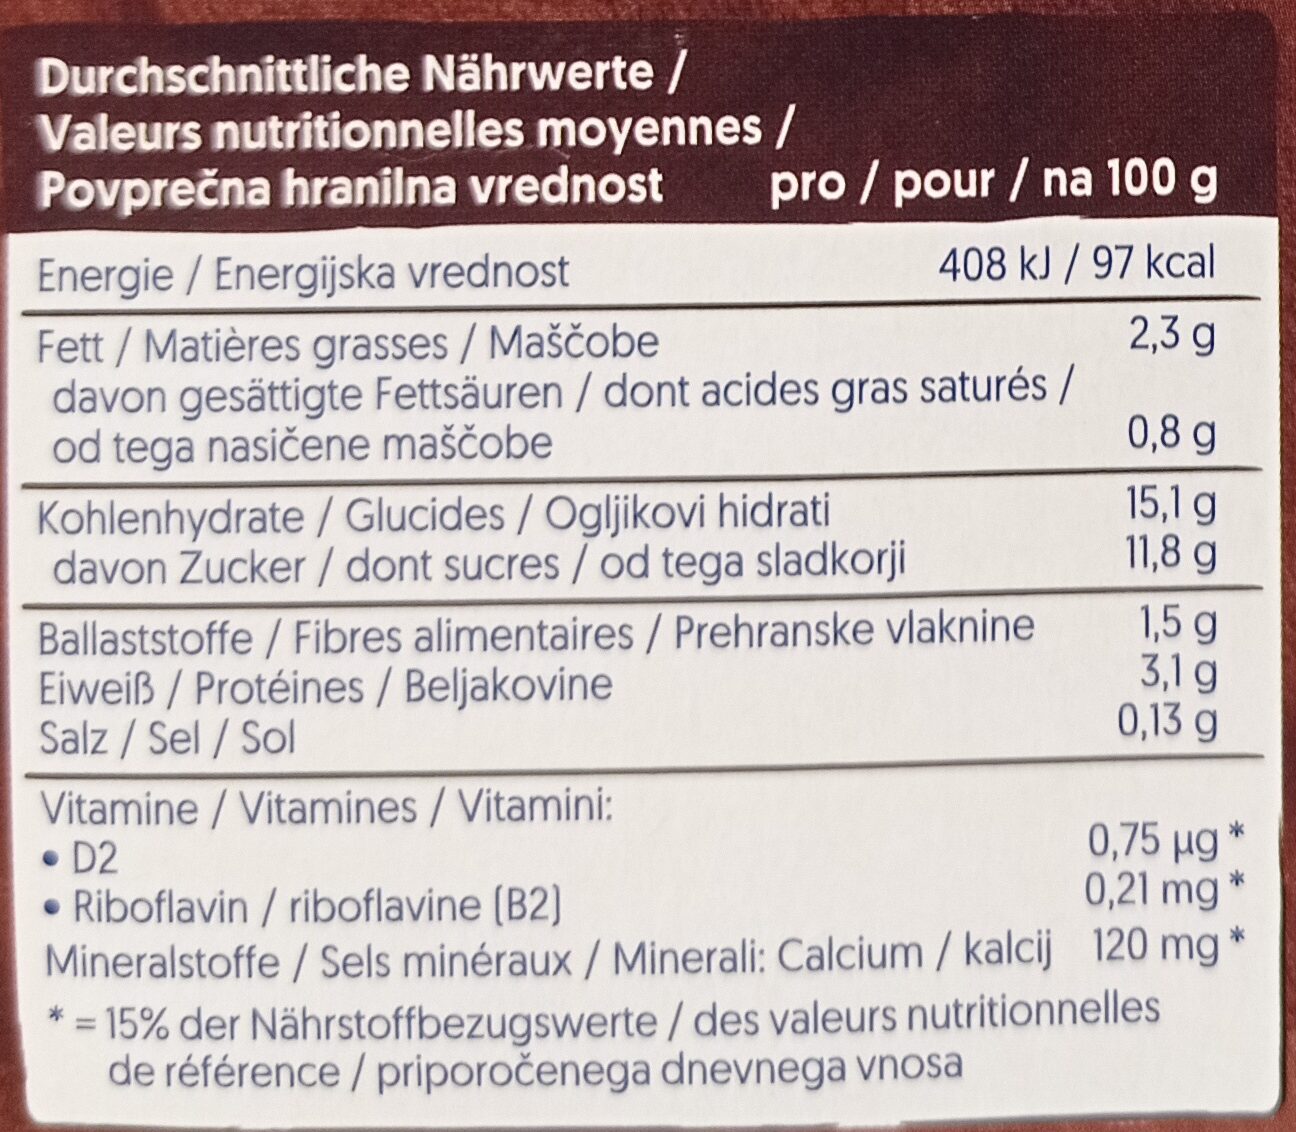 Durchschnittliche Nährwerte /
Valeurs nutritionnelles moyennes /
Povprečna hranilna vrednost pro / pour / na 100 g
Energie / Energijska vrednost 408 kJ / 97 kcal
Fett / Matières grasses / Maščobe 2,3 g
davon gesättigte Fettsäuren / dont acides gras saturés /
od tega nasičene maščobe 0,8 g
Kohlenhydrate / Glucides / Ogljikovi hidrati 15,1 g
davon Zucker / dont sucres / od tega sladkorji 11,8 g
Ballaststoffe / Fibres alimentaires / Prehranske vlaknine 1,5 g
Eiweiß / Protéines / Beljakovine 3,1 g
Salz / Sel / Sol 0,13 g
Vitamine / Vitamines / Vitamini:
• D2 0,75 µg *
• Riboflavin / riboflavine (B2) 0,21 mg *
Mineralstoffe / Sels minéraux / Minerali: Calcium / kalcij 120 mg *
* = 15% der Nährstoffbezugswerte / des valeurs nutritionnelles
de référence / priporočenega dnevnega vnosa